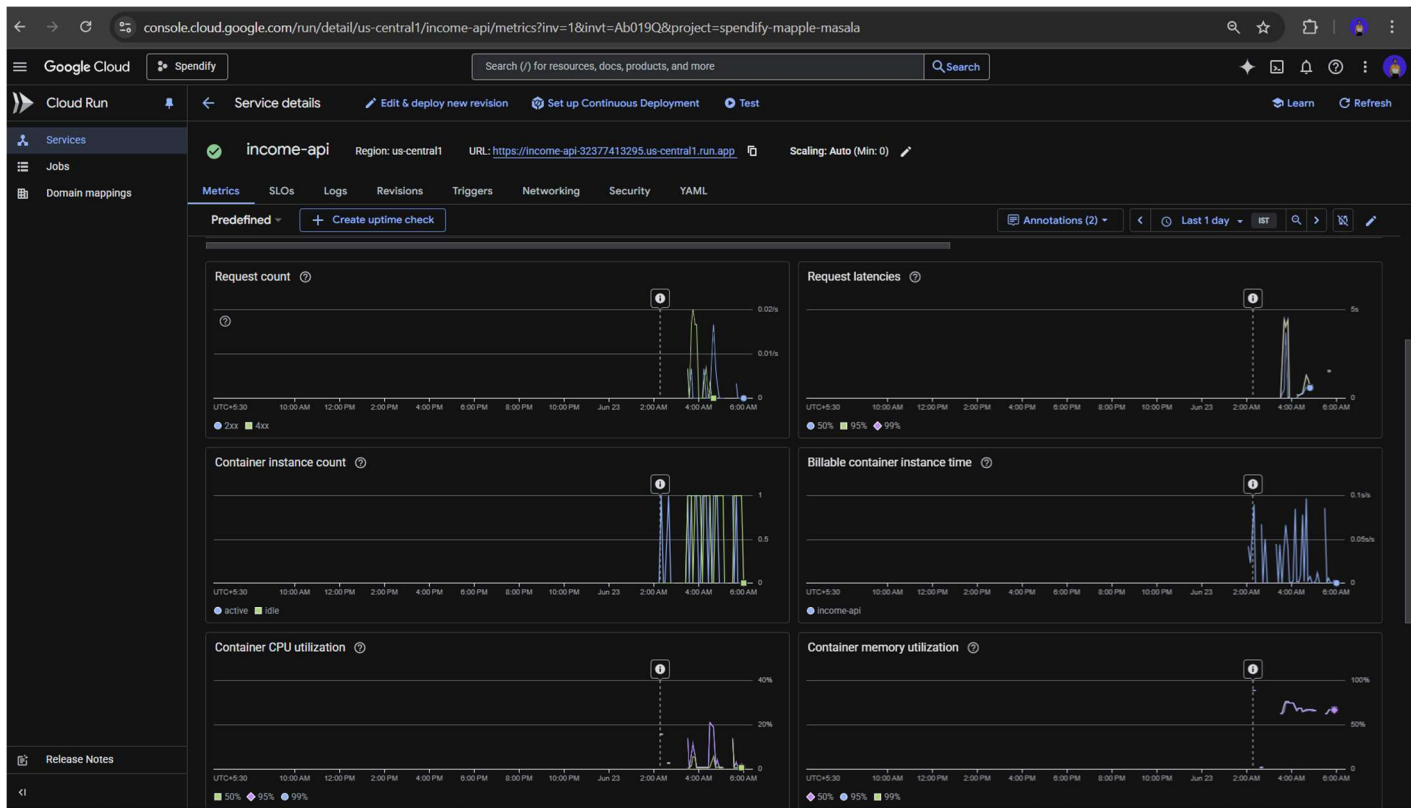 console.cloud.google.com/run/detail/us-central1/income-api/metrics?inv=1&invt=Ab019Q&project=spendify-mapple-masala
Google Cloud Spendify Search (/) for resources, docs, products, and more Search
Cloud Run Service details Edit & deploy new revision Set up Continuous Deployment Test Learn Refresh
Services
Jobs
Domain mappings
income-api Region: us-central1 URL: https://income-api-32377413295.us-central1.run.app Scaling: Auto (Min: 0)
Metrics SLOs Logs Revisions Triggers Networking Security YAML
Predefined + Create uptime check Annotations (2) Last 1 day IST
Request count
0.02/s
0.01/s
0
UTC+5:30 10:00 AM 12:00 PM 2:00 PM 4:00 PM 6:00 PM 8:00 PM 10:00 PM Jun 23 2:00 AM 4:00 AM 6:00 AM
2xx 4xx
Request latencies
5s
0
UTC+5:30 10:00 AM 12:00 PM 2:00 PM 4:00 PM 6:00 PM 8:00 PM 10:00 PM Jun 23 2:00 AM 4:00 AM 6:00 AM
50% 95% 99%
Container instance count
1
0.5
0
UTC+5:30 10:00 AM 12:00 PM 2:00 PM 4:00 PM 6:00 PM 8:00 PM 10:00 PM Jun 23 2:00 AM 4:00 AM 6:00 AM
active idle
Billable container instance time
0.1s/s
0.05s/s
0
UTC+5:30 10:00 AM 12:00 PM 2:00 PM 4:00 PM 6:00 PM 8:00 PM 10:00 PM Jun 23 2:00 AM 4:00 AM 6:00 AM
income-api
Container CPU utilization
40%
20%
0
UTC+5:30 10:00 AM 12:00 PM 2:00 PM 4:00 PM 6:00 PM 8:00 PM 10:00 PM Jun 23 2:00 AM 4:00 AM 6:00 AM
50% 95% 99%
Container memory utilization
100%
50%
0
UTC+5:30 10:00 AM 12:00 PM 2:00 PM 4:00 PM 6:00 PM 8:00 PM 10:00 PM Jun 23 2:00 AM 4:00 AM 6:00 AM
50% 95% 99%
Release Notes